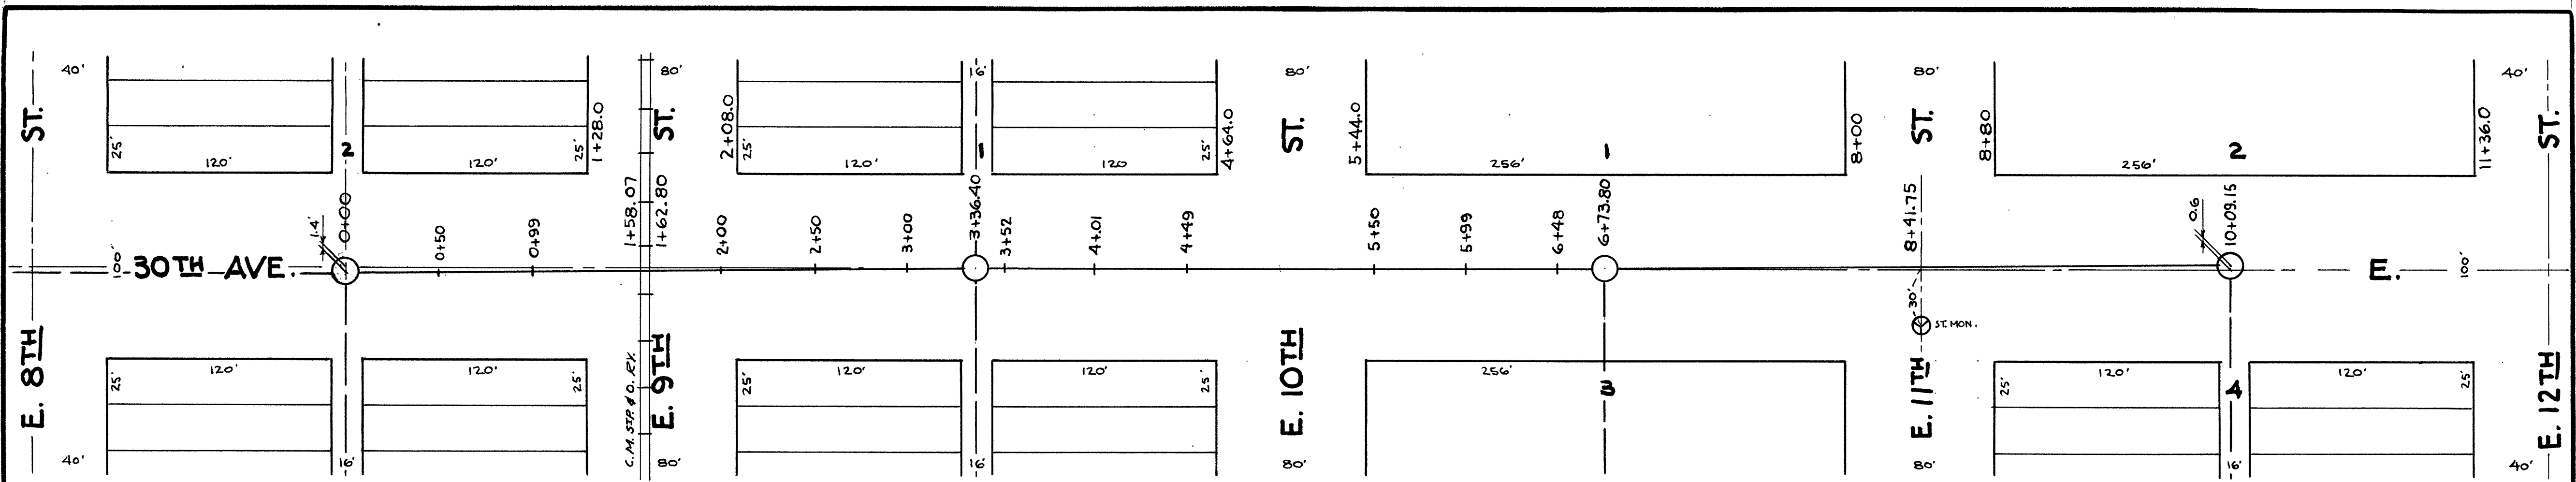 40' 80' 16' 80' 80' 40'
ST. ST. ST. ST. ST.
25' 120' 2 120' 25' 1+28.0
2+08.0 25' 120' 1 120 25' 4+64.0
5+44.0 256' 1 8+00
8+80 256' 2 11+36.0
1.4' 0+00 0+50 0+99 1+58.07 1+62.80 2+00 2+50 3+00 3+36.40 3+52 4+01 4+49 5+50 5+99 6+48 6+73.80 8+41.75 0.6 10+09.15
100' 30TH AVE. E. 100'
30' ST. MON.
E. 8TH
25' 120' 120' 25'
C.M. ST.P. & O. RY.
E. 9TH
25' 120' 120' 25'
E. 10TH
256' 3
E. 11TH
25' 120' 4 120' 25'
E. 12TH
40' 16' 80' 16' 80' 80' 16' 40'